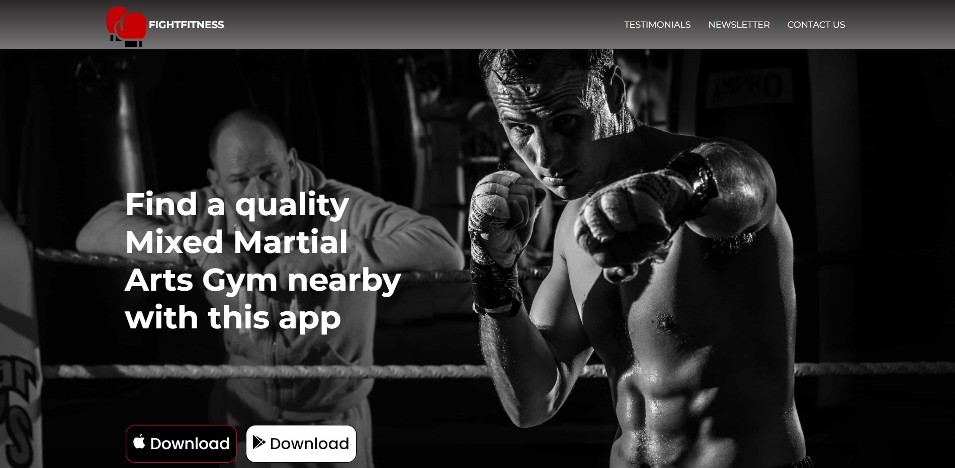 FIGHTFITNESS
TESTIMONIALS NEWSLETTER CONTACT US
Find a quality
Mixed Martial
Arts Gym nearby
with this app
Download
Download